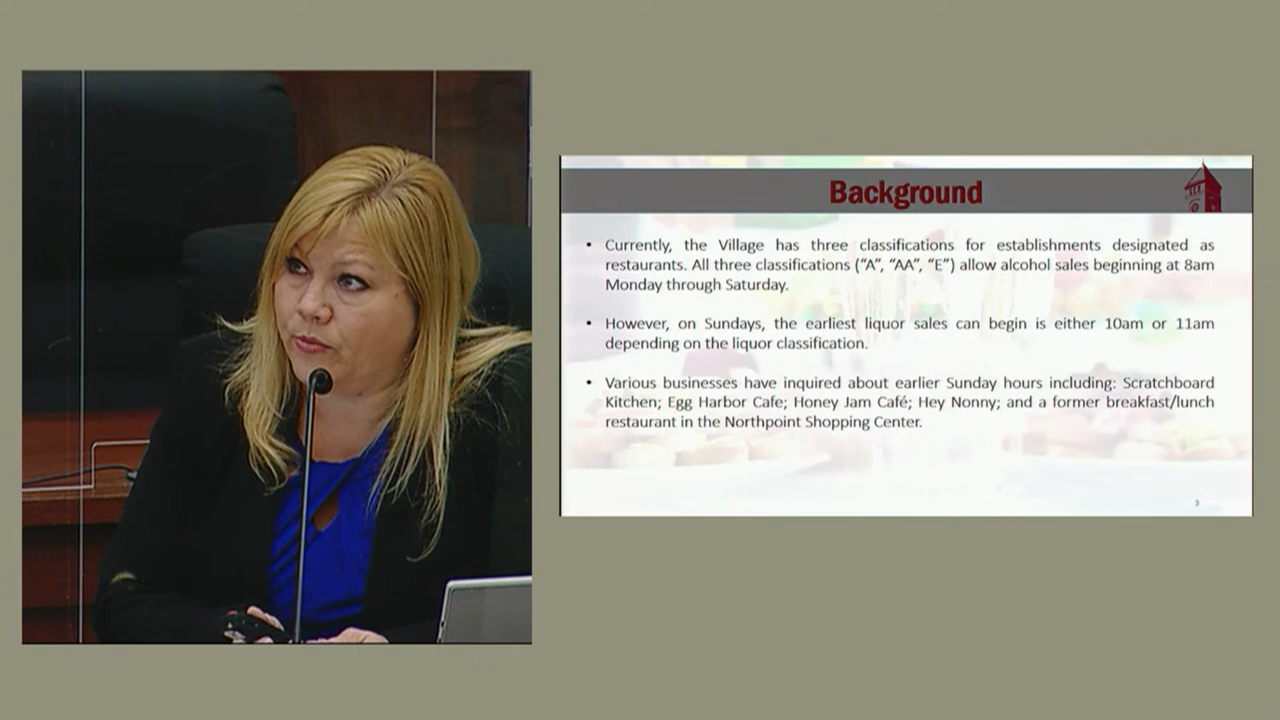 Background
• Currently, the Village has three classifications for establishments designated as
restaurants. All three classifications (“A”, “AA”, “E”) allow alcohol sales beginning at 8am
Monday through Saturday.
• However, on Sundays, the earliest liquor sales can begin is either 10am or 11am
depending on the liquor classification.
• Various businesses have inquired about earlier Sunday hours including: Scratchboard
Kitchen; Egg Harbor Cafe; Honey Jam Café; Hey Nonny; and a former breakfast/lunch
restaurant in the Northpoint Shopping Center.
3